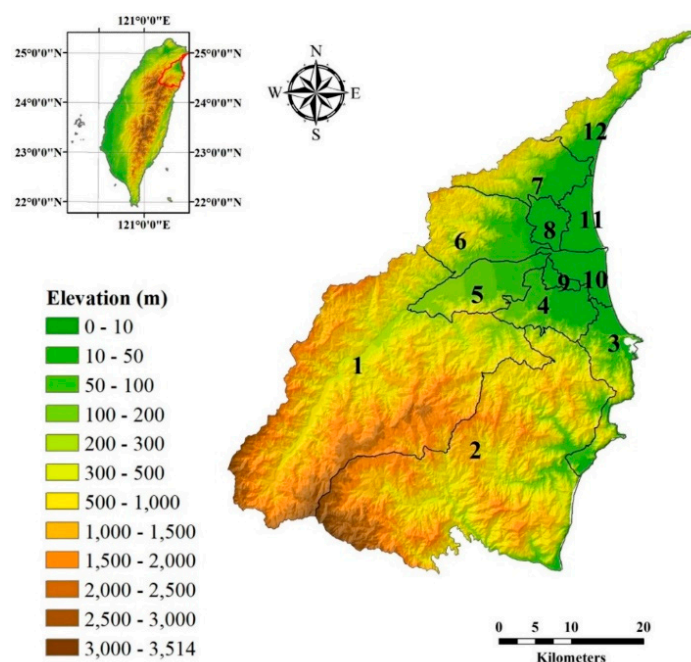 121°0'0"E
25°0'0"N
25°0'0"N
24°0'0"N
24°0'0"N
23°0'0"N
23°0'0"N
22°0'0"N
22°0'0"N
121°0'0"E
N
W E
S
12
7
11
8
6
9 10
5
4
3
1
2
Elevation (m)
0 - 10
10 - 50
50 - 100
100 - 200
200 - 300
300 - 500
500 - 1,000
1,000 - 1,500
1,500 - 2,000
2,000 - 2,500
2,500 - 3,000
3,000 - 3,514
0 5 10 20
Kilometers